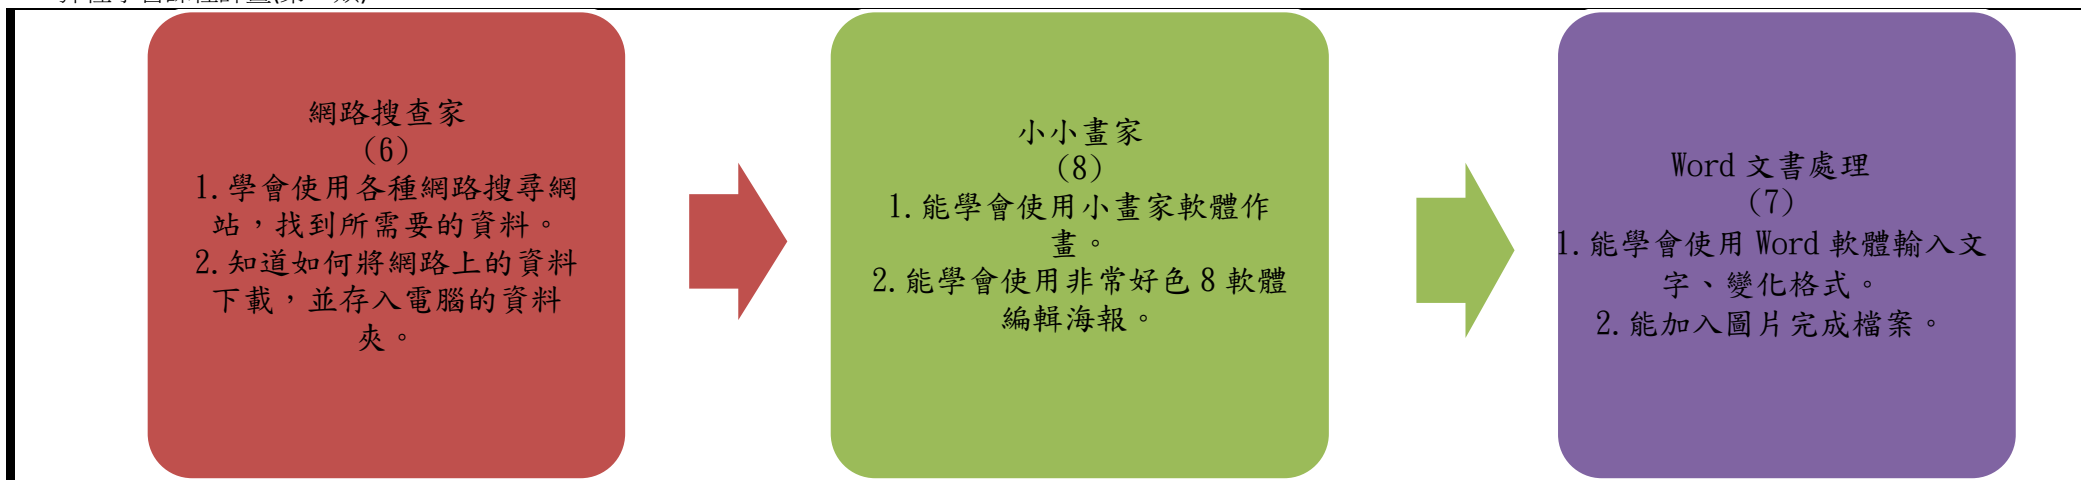 網路搜查家
(6)
1.學會使用各種網路搜尋網
站，找到所需要的資料。
2.知道如何將網路上的資料
下載，並存入電腦的資料
夾。
小小畫家
(8)
1.能學會使用小畫家軟體作
畫。
2.能學會使用非常好色 8 軟體
編輯海報。
Word 文書處理
(7)
1.能學會使用 Word 軟體輸入文
字、變化格式。
2.能加入圖片完成檔案。